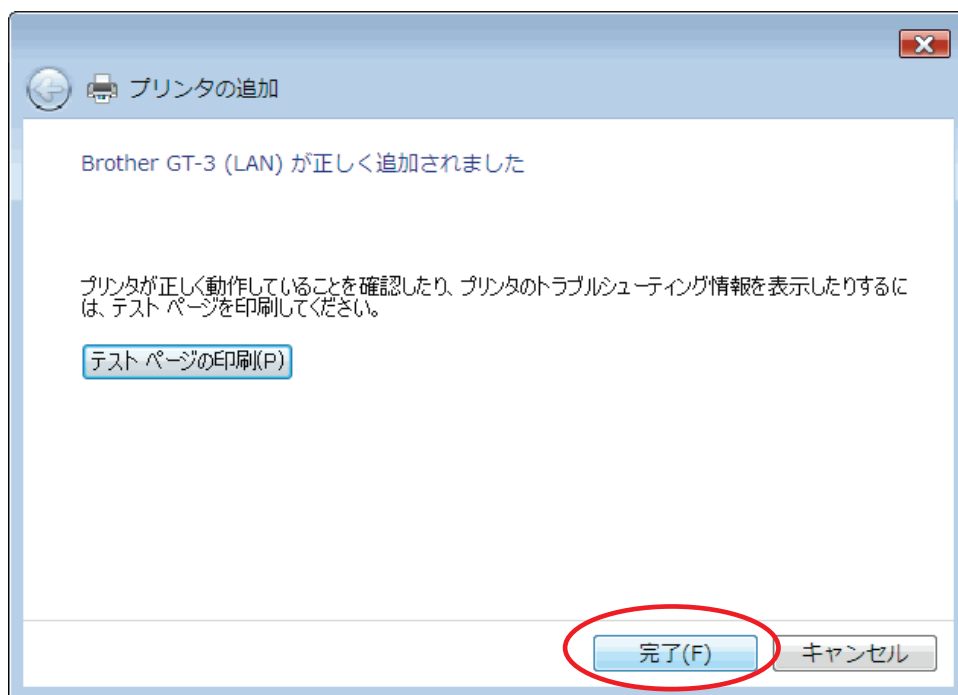 プリンタの追加
Brother GT-3 (LAN) が正しく追加されました
プリンタが正しく動作していることを確認したり、プリンタのトラブルシューティング情報を表示したりするに
は、テスト ページを印刷してください。
テスト ページの印刷(P)
完了(F)
キャンセル